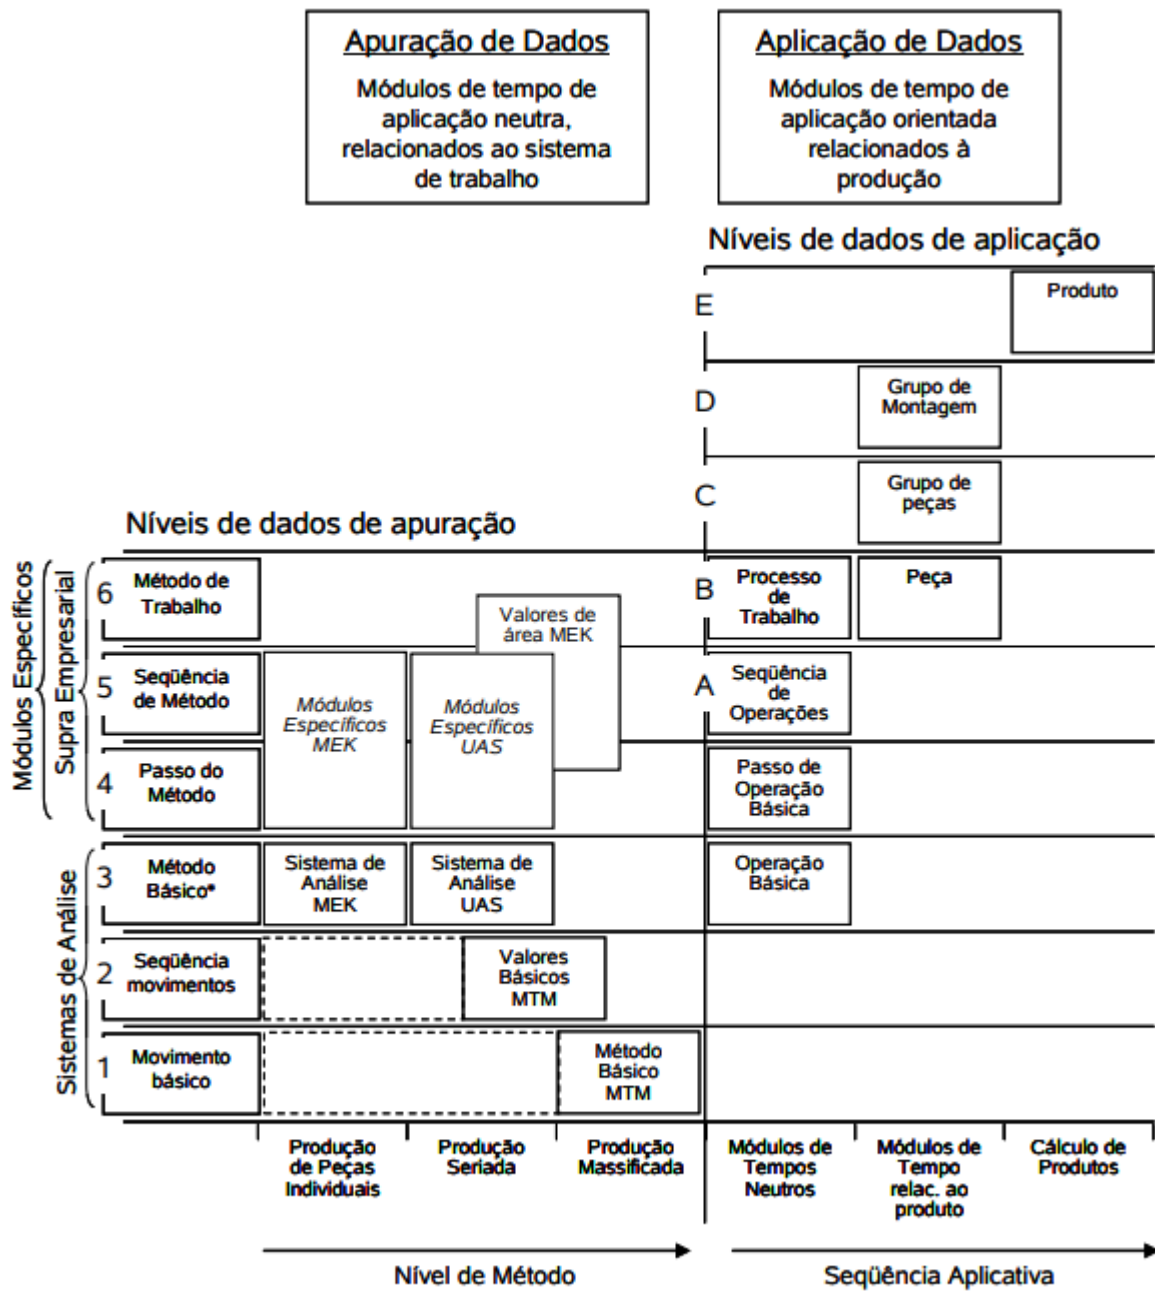 Apuração de Dados
Módulos de tempo de
aplicação neutra,
relacionados ao sistema
de trabalho
Aplicação de Dados
Módulos de tempo de
aplicação orientada
relacionados à
produção
Níveis de dados de aplicação
E
Produto
D
Grupo de
Montagem
C
Grupo de
peças
Níveis de dados de apuração
Módulos Específicos
Supra Empresarial
6
Método de
Trabalho
Valores de
área MEK
B
Processo
de
Trabalho
Peça
5
Seqüência
de Método
Módulos
Específicos
MEK
Módulos
Específicos
UAS
A
Seqüência
de
Operações
4
Passo do
Método
Passo de
Operação
Básica
Sistemas de Análise
3
Método
Básico*
Sistema de
Análise
MEK
Sistema de
Análise
UAS
Operação
Básica
2
Seqüência
movimentos
Valores
Básicos
MTM
1
Movimento
básico
Método
Básico
MTM
Produção
de Peças
Individuais
Produção
Seriada
Produção
Massificada
Módulos de
Tempos
Neutros
Módulos de
Tempo
relac. ao
produto
Cálculo de
Produtos
Nível de Método
Seqüência Aplicativa